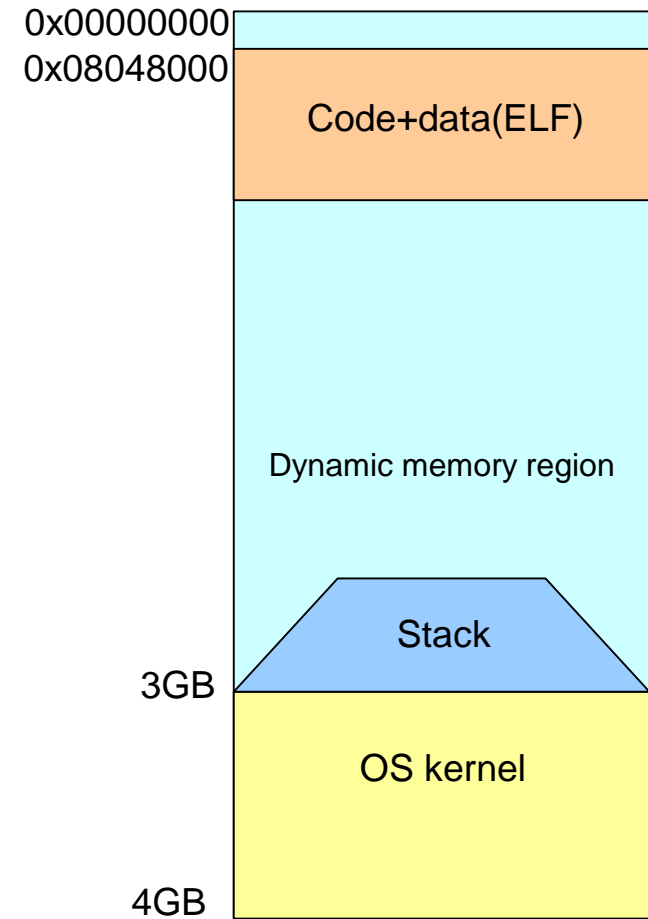 0x00000000
0x08048000
Code+data(ELF)
Dynamic memory region
Stack
3GB
OS kernel
4GB